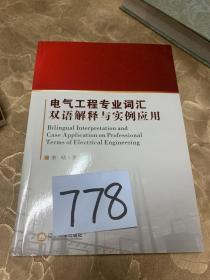 电气工程专业词汇
双语解释与实例应用
Bilingual Interpretation and
Case Application on Professional
Terms of Electrical Engineering
著
778